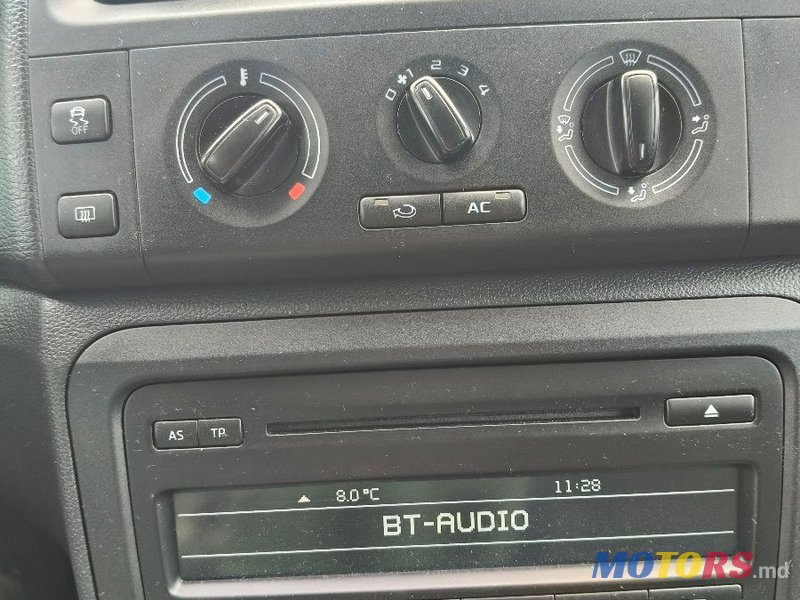 0 1 2 3 4
OFF
AC
AS TP
8.0°C 11:28
BT-AUDIO
MOTORS.md